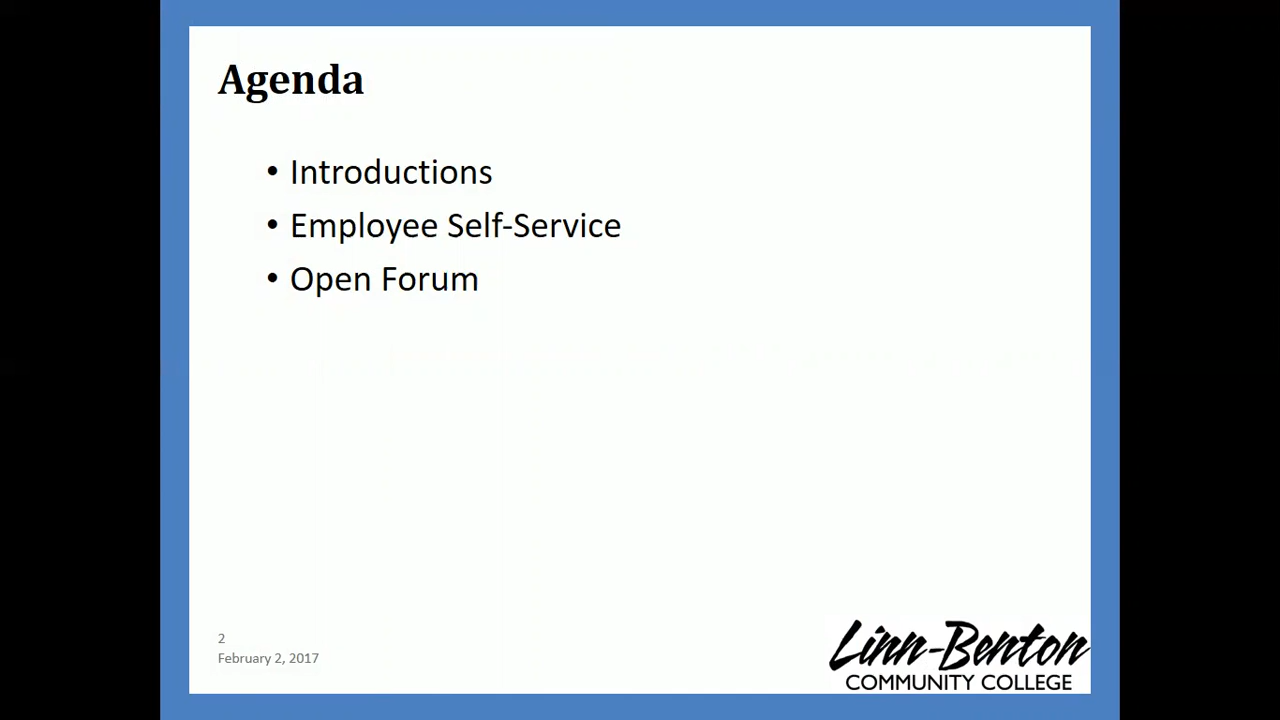 Agenda
• Introductions
• Employee Self-Service
• Open Forum
2
February 2, 2017
Linn-Benton
COMMUNITY COLLEGE